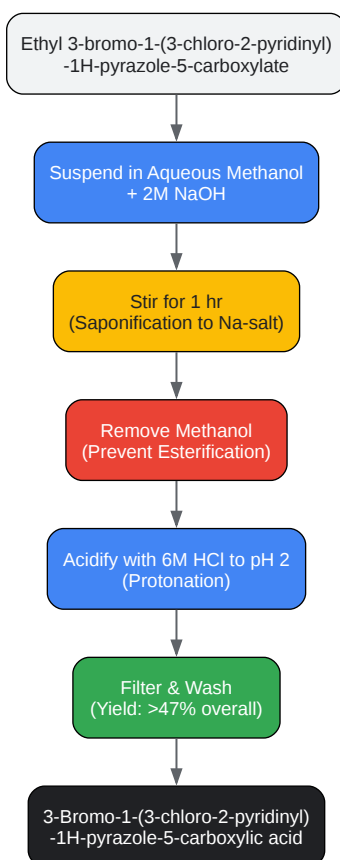 Ethyl 3-bromo-1-(3-chloro-2-pyridinyl)
-1H-pyrazole-5-carboxylate
Suspend in Aqueous Methanol
+ 2M NaOH
Stir for 1 hr
(Saponification to Na-salt)
Remove Methanol
(Prevent Esterification)
Acidify with 6M HCl to pH 2
(Protonation)
Filter & Wash
(Yield: >47% overall)
3-Bromo-1-(3-chloro-2-pyridinyl)
-1H-pyrazole-5-carboxylic acid